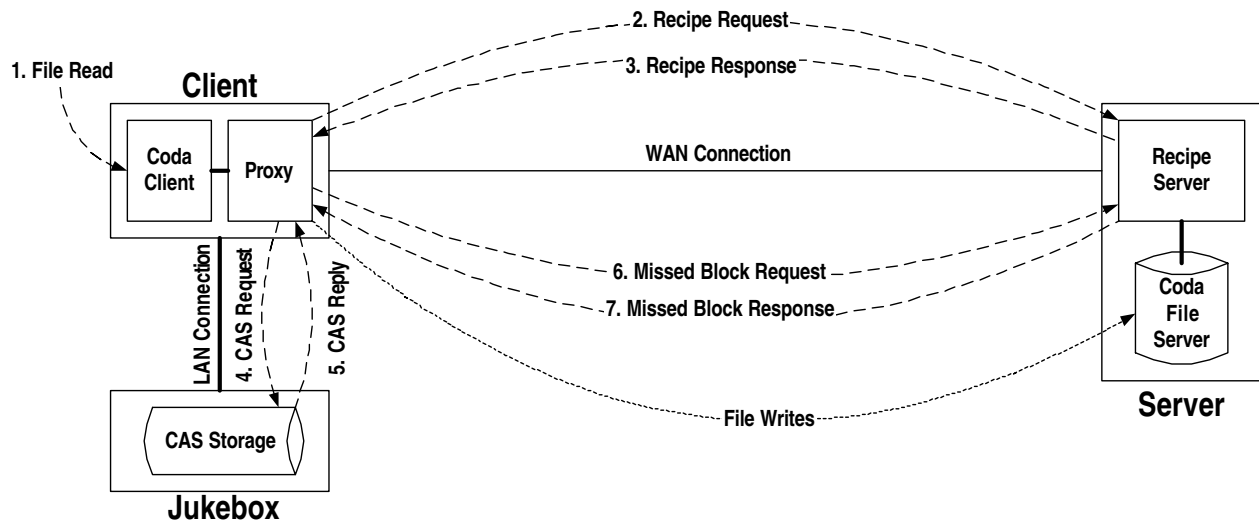 2. Recipe Request
1. File Read
3. Recipe Response
Client
Coda
Client
Proxy
WAN Connection
Recipe
Server
LAN Connection
4. CAS Request
5. CAS Reply
6. Missed Block Request
7. Missed Block Response
Coda
File
Server
File Writes
Server
CAS Storage
Jukebox